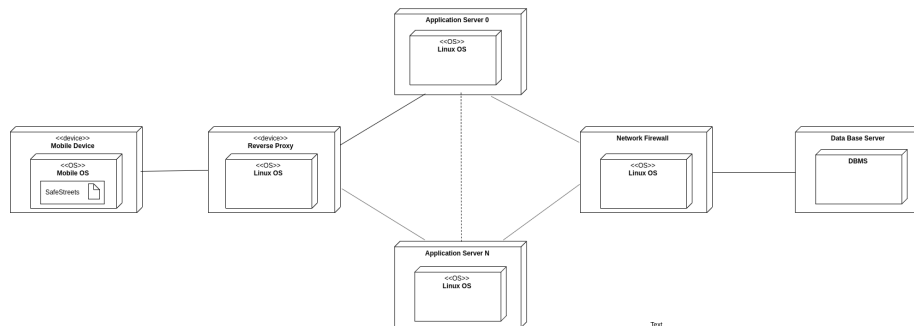 Application Server 0
<<OS>>
Linux OS
<<device>>
Mobile Device
<<OS>>
Mobile OS
SafeStreets
<<device>>
Reverse Proxy
<<OS>>
Linux OS
Network Firewall
<<OS>>
Linux OS
Data Base Server
DBMS
Application Server N
<<OS>>
Linux OS
Text